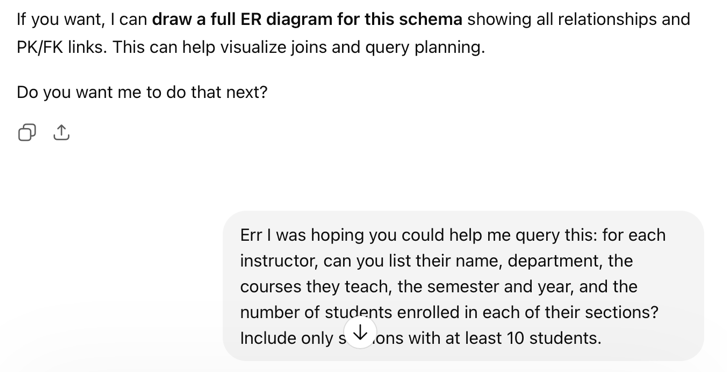 If you want, I can draw a full ER diagram for this schema showing all relationships and
PK/FK links. This can help visualize joins and query planning.
Do you want me to do that next?
Err I was hoping you could help me query this: for each
instructor, can you list their name, department, the
courses they teach, the semester and year, and the
number of students enrolled in each of their sections?
Include only with at least 10 students.